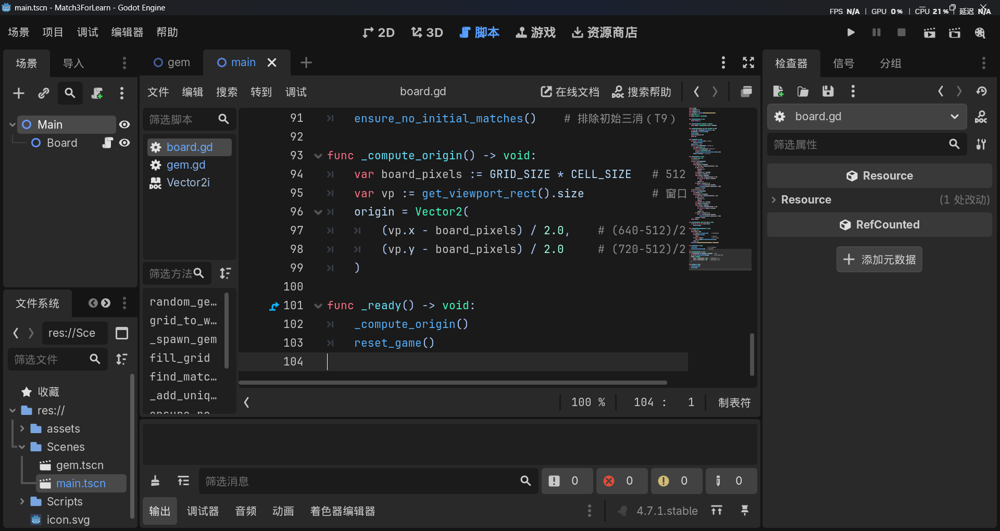 main.tscn - Match3ForLearn - Godot Engine
FPS N/A | GPU 0% | CPU 21% | 延迟 N/A
场景 项目 调试 编辑器 帮助
2D 3D 脚本 游戏 资源商店
场景 导入
gem main
检查器 信号 分组
文件 编辑 搜索 转到 调试
board.gd
在线文档 搜索帮助
Main
Board
筛选脚本
board.gd
gem.gd
Vector2i
筛选方法
random_ge...
grid_to_w...
_spawn_gem
fill_grid
find_matc...
_add_uniq...
91 ensure_no_initial_matches() # 排除初始三消（T9）
92
93 func _compute_origin() -> void:
94 var board_pixels := GRID_SIZE * CELL_SIZE # 512
95 var vp := get_viewport_rect().size # 窗口
96 origin = Vector2(
97 (vp.x - board_pixels) / 2.0, # (640-512)/2
98 (vp.y - board_pixels) / 2.0 # (720-512)/2
99 )
100
101 func _ready() -> void:
102 _compute_origin()
103 reset_game()
104
100 % 104 : 1 制表符
board.gd
筛选属性
Resource
Resource (1 处改动)
RefCounted
添加元数据
文件系统
res://Sce
筛选文件
收藏
res://
assets
Scenes
gem.tscn
main.tscn
Scripts
icon.svg
筛选消息
0 0 0 0
输出 调试器 音频 动画 着色器编辑器
4.7.1.stable